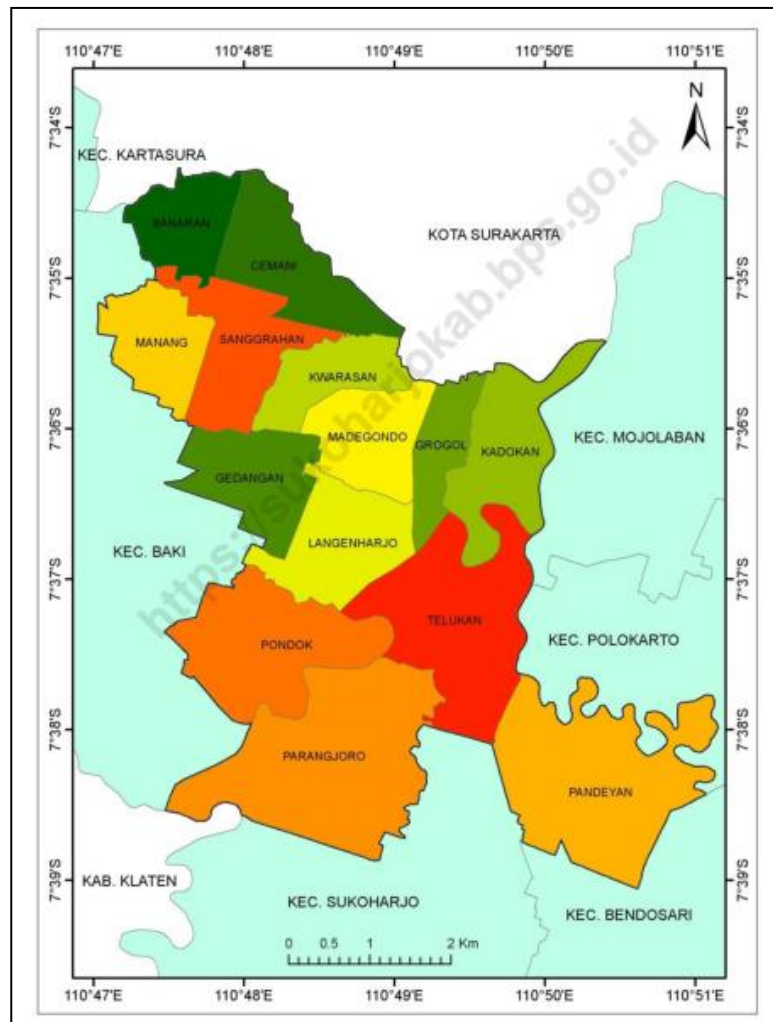 110°47'E 110°48'E 110°49'E 110°50'E 110°51'E
N
7°34'S 7°34'S
KEC. KARTASURA
https://sukoharjokab.bps.go.id
BANARAN
KOTA SURAKARTA
CEMANI
7°35'S 7°35'S
MANANG
SANGGRAHAN
KWARASAN
7°36'S 7°36'S
MADEGONDO
GROGOL
KADOKAN
KEC. MOJOLABAN
GEDANGAN
LANGENHARJO
KEC. BAKI
7°37'S 7°37'S
TELUKAN
PONDOK
KEC. POLOKARTO
7°38'S 7°38'S
PARANGJORO
PANDEYAN
7°39'S 7°39'S
KAB. KLATEN
KEC. SUKOHARJO
KEC. BENDOSARI
0 0.5 1 2 Km
110°47'E 110°48'E 110°49'E 110°50'E 110°51'E